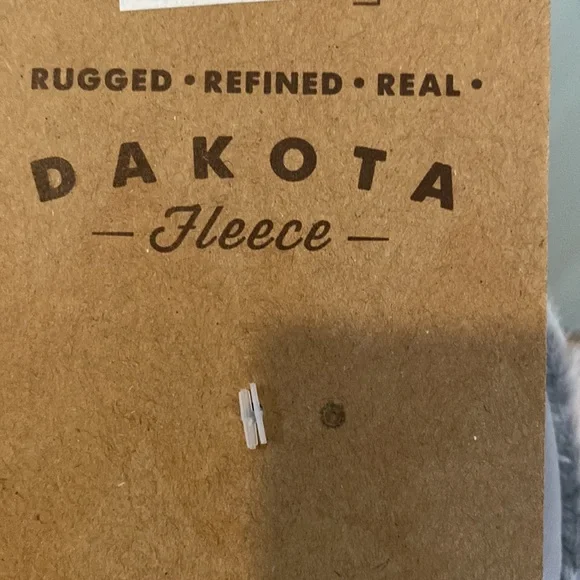 RUGGED • REFINED • REAL •
DAKOTA
— Fleece —